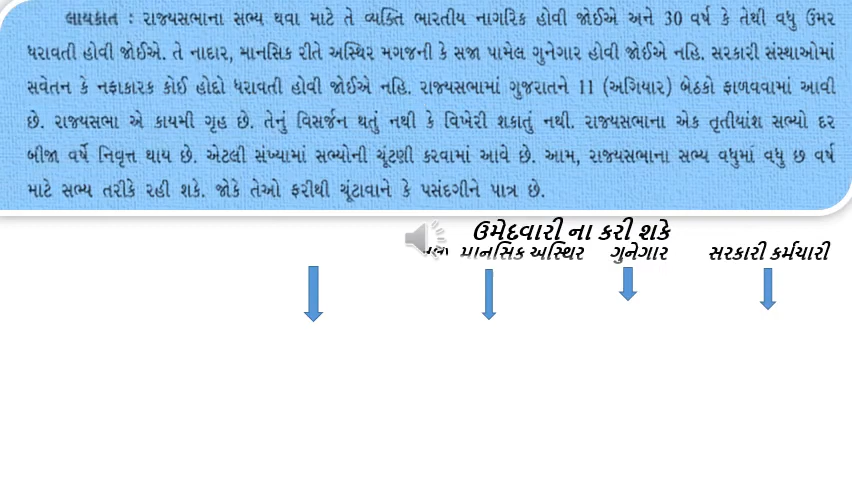 લાયકાત : રાજ્યસભાના સભ્ય થવા માટે તે વ્યક્તિ ભારતીય નાગરિક હોવી જોઈએ અને 30 વર્ષ કે તેથી વધુ ઉંમર
ધરાવતી હોવી જોઈએ. તે નાદાર, માનસિક રીતે અસ્થિર મગજની કે સજા પામેલ ગુનેગાર હોવી જોઈએ નહિ. સરકારી સંસ્થાઓમાં
સવેતન કે નફાકારક કોઈ હોદ્દો ધરાવતી હોવી જોઈએ નહિ. રાજ્યસભામાં ગુજરાતને 11 (અગિયાર) બેઠકો ફાળવવામાં આવી
છે. રાજ્યસભા એ કાયમી ગૃહ છે. તેનું વિસર્જન થતું નથી કે વિખેરી શકાતું નથી. રાજ્યસભાના એક તૃતીયાંશ સભ્યો દર
બીજા વર્ષે નિવૃત્ત થાય છે. એટલી સંખ્યામાં સભ્યોની ચૂંટણી કરવામાં આવે છે. આમ, રાજ્યસભાના સભ્ય વધુમાં વધુ છ વર્ષ
માટે સભ્ય તરીકે રહી શકે. જોકે તેઓ ફરીથી ચૂંટાવાને કે પસંદગીને પાત્ર છે.
ઉમેદવારી ના કરી શકે
માનસિક અસ્થિર ગુનેગાર સરકારી કર્મચારી